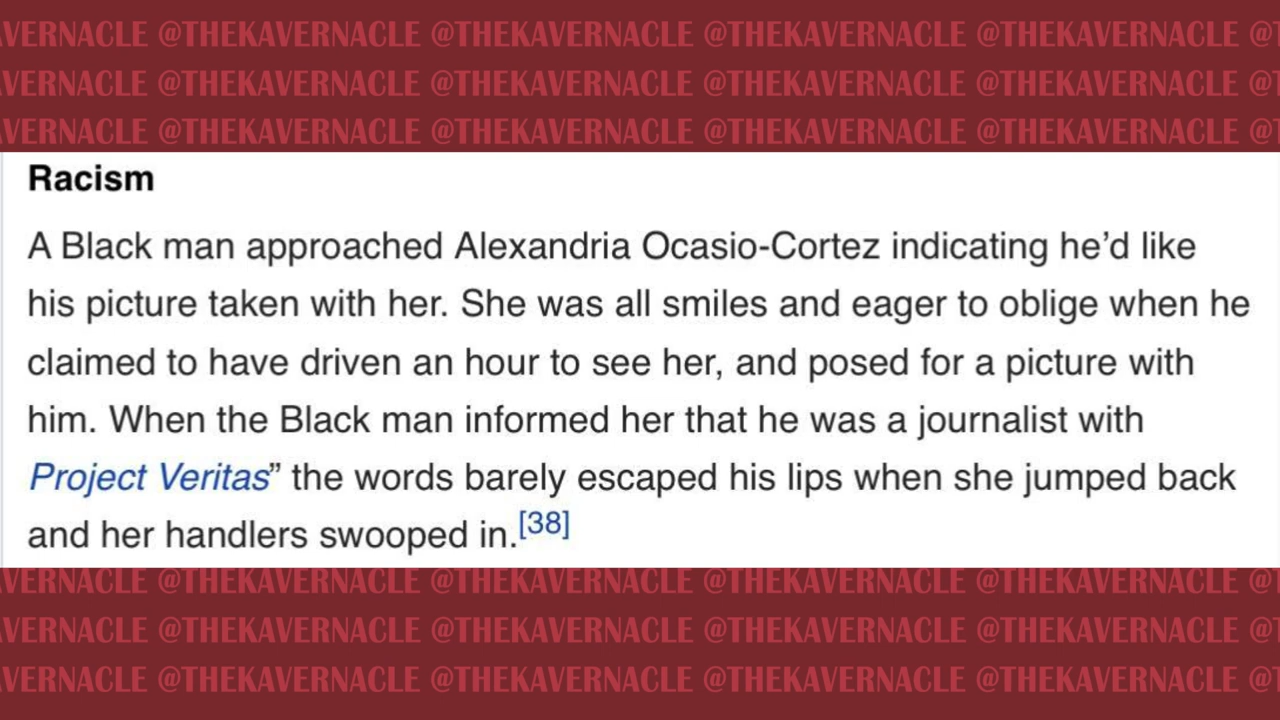 VERNACLE @THEKAVERNACLE @THEKAVERNACLE @THEKAVERNACLE @THEKAVERNACLE @
VERNACLE @THEKAVERNACLE @THEKAVERNACLE @THEKAVERNACLE @THEKAVERNACLE @
VERNACLE @THEKAVERNACLE @THEKAVERNACLE @THEKAVERNACLE @THEKAVERNACLE @
Racism
A Black man approached Alexandria Ocasio-Cortez indicating he’d like
his picture taken with her. She was all smiles and eager to oblige when he
claimed to have driven an hour to see her, and posed for a picture with
him. When the Black man informed her that he was a journalist with
Project Veritas” the words barely escaped his lips when she jumped back
and her handlers swooped in.[38]
VERNACLE @THEKAVERNACLE @THEKAVERNACLE @THEKAVERNACLE @THEKAVERNACLE @
VERNACLE @THEKAVERNACLE @THEKAVERNACLE @THEKAVERNACLE @THEKAVERNACLE @
VERNACLE @THEKAVERNACLE @THEKAVERNACLE @THEKAVERNACLE @THEKAVERNACLE @